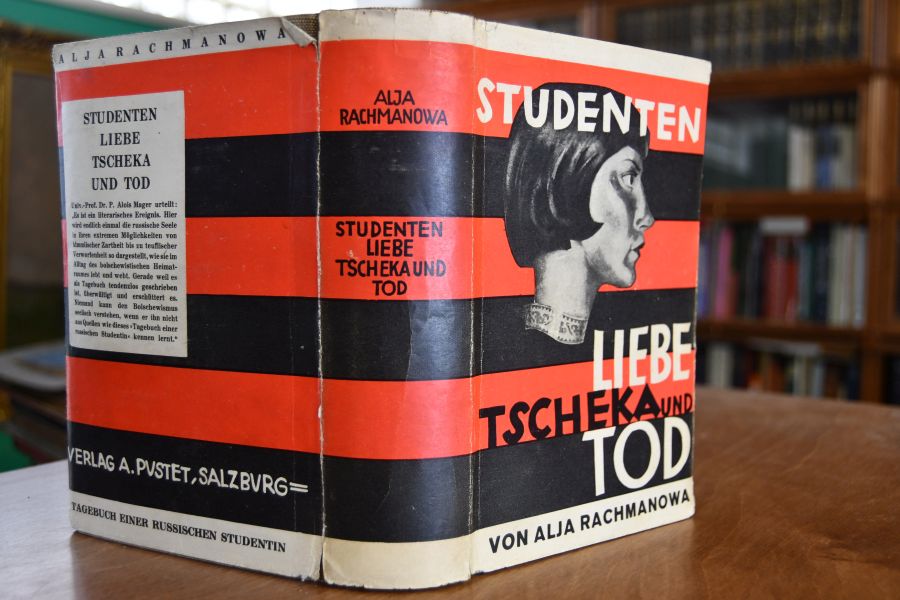 ALJA RACHMANOWA
STUDENTEN
LIEBE
TSCHEKA
UND TOD
Univ.-Prof. Dr. P. Alois Mager urteilt:
„Es ist ein literarisches Ereignis. Hier
wird endlich einmal die russische Seele
in ihren extremen Möglichkeiten von
himmlischer Zartheit bis zu teuflischer
Verworfenheit so dargestellt, wie sie im
Alltag des bolschewistischen Heimat-
raumes lebt und webt. Gerade weil es
als Tagebuch tendenzlos geschrieben
ist, überwältigt und erschüttert es.
Niemand kann den Bolschewismus
seelisch verstehen, wenn er ihn nicht
aus Quellen wie dieses »Tagebuch einer
russischen Studentin« kennen lernt.“
VERLAG A. PUSTET, SALZBURG=
TAGEBUCH EINER RUSSISCHEN STUDENTIN
ALJA
RACHMANOWA
STUDENTEN
LIEBE
TSCHEKA UND
TOD
STUDENTEN
LIEBE
TSCHEKA UND
TOD
VON ALJA RACHMANOWA